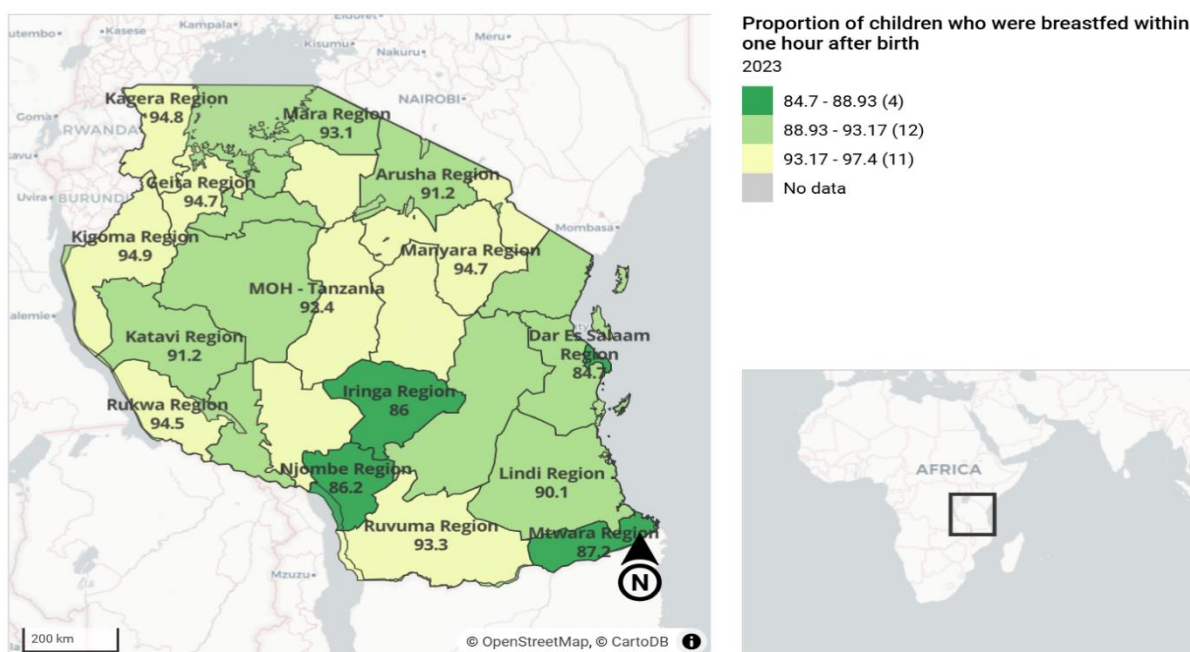 Proportion of children who were breastfed within
one hour after birth
2023
84.7 - 88.93 (4)
88.93 - 93.17 (12)
93.17 - 97.4 (11)
No data
Kampala
Kasese
Meru
Kisumu
Nakuru
Kagera Region
94.8
Mara Region
93.1
NAIROBI
Goma
RWANDA
Geita Region
94.7
Arusha Region
91.2
Uvira
BURUNDI
Kigoma Region
94.9
Manyara Region
94.7
Mombasa
MOH - Tanzania
92.4
Katavi Region
91.2
Dar Es Salaam
Region
84.7
Iringa Region
86
Rukwa Region
94.5
Njombe Region
86.2
Lindi Region
90.1
Ruvuma Region
93.3
Mtwara Region
87.2
N
Mzuzu
200 km
© OpenStreetMap, © CartoDB
i
AFRICA